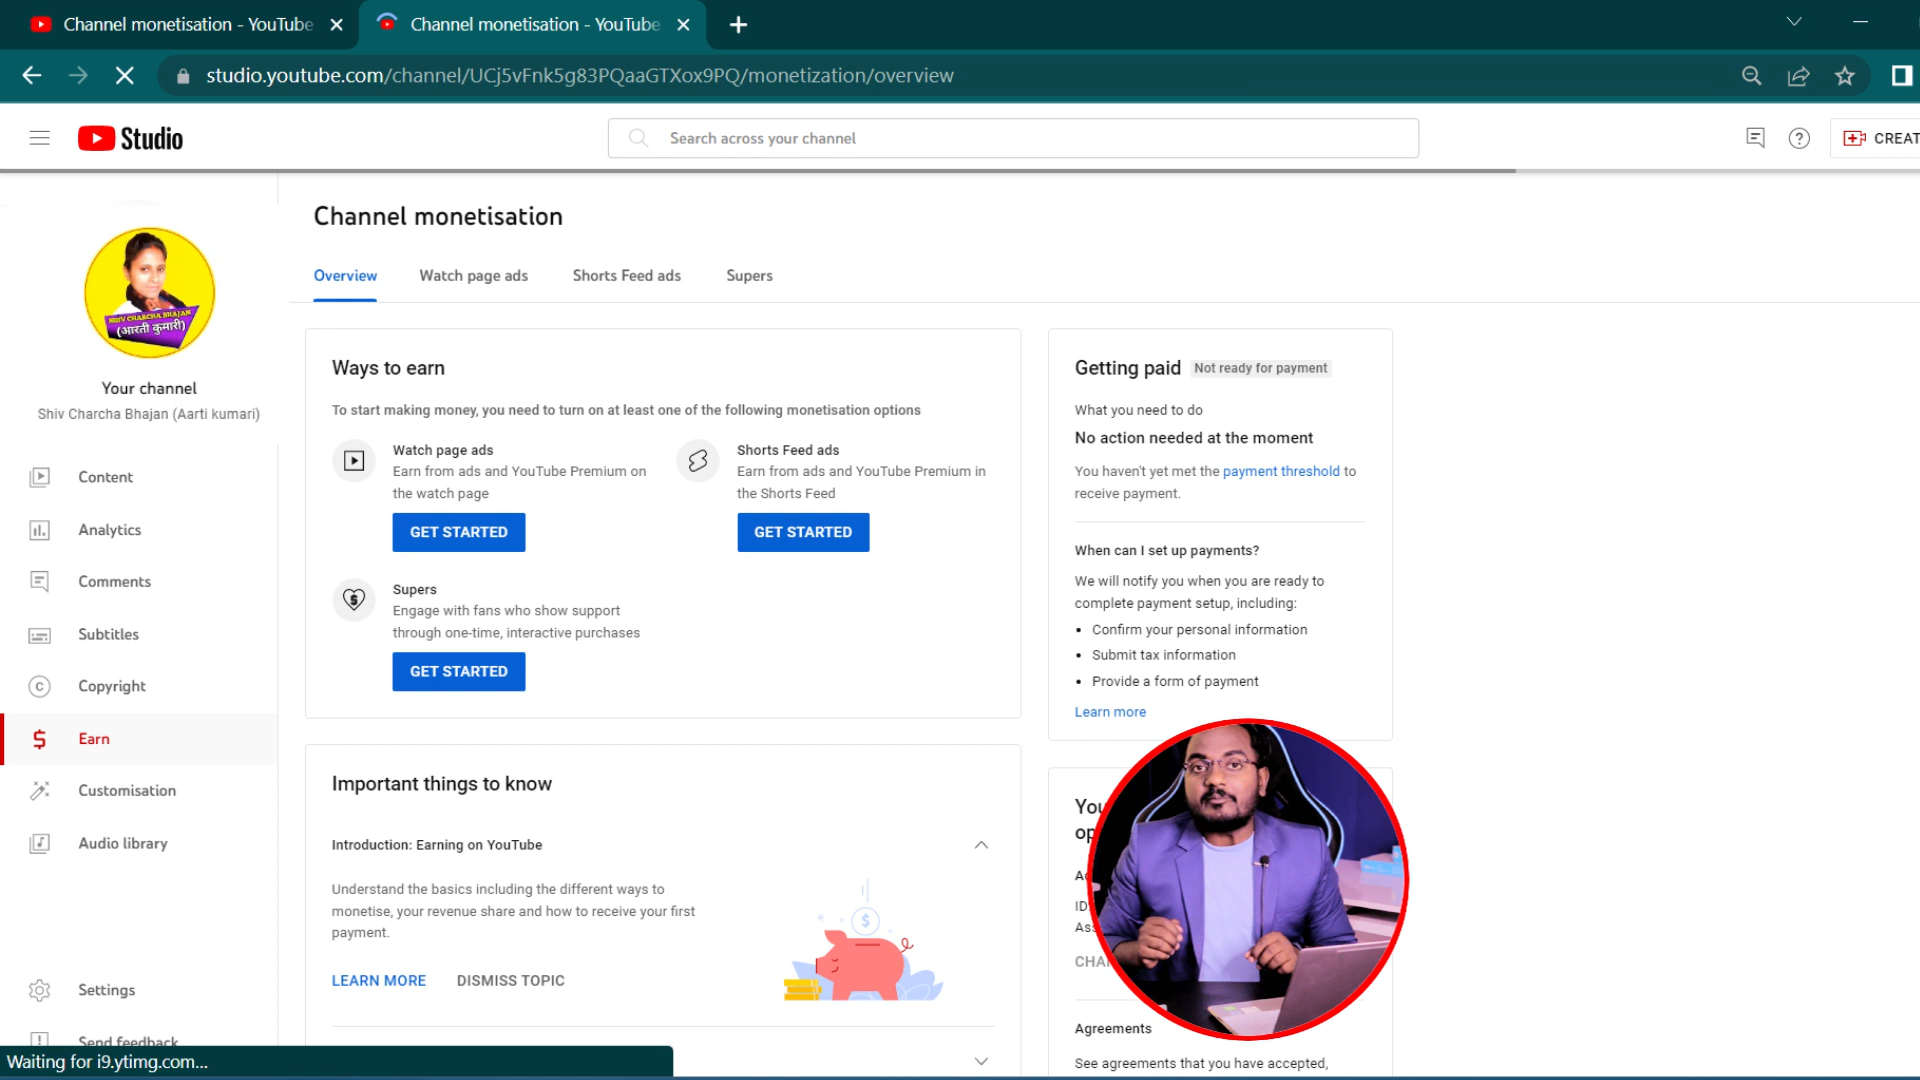 Channel monetisation - YouTube
Channel monetisation - YouTube
studio.youtube.com/channel/UCj5vFnk5g83PQaaGTXox9PQ/monetization/overview
Studio
Search across your channel
CREAT
SHIV CHARCHA BHAJAN
(आरती कुमारी)
Your channel
Shiv Charcha Bhajan (Aarti kumari)
Content
Analytics
Comments
Subtitles
Copyright
Earn
Customisation
Audio library
Settings
Send feedback
Waiting for i9.ytimg.com...
Channel monetisation
Overview
Watch page ads
Shorts Feed ads
Supers
Ways to earn
To start making money, you need to turn on at least one of the following monetisation options
Watch page ads
Earn from ads and YouTube Premium on
the watch page
GET STARTED
Shorts Feed ads
Earn from ads and YouTube Premium in
the Shorts Feed
GET STARTED
Supers
Engage with fans who show support
through one-time, interactive purchases
GET STARTED
Important things to know
Introduction: Earning on YouTube
Understand the basics including the different ways to
monetise, your revenue share and how to receive your first
payment.
LEARN MORE
DISMISS TOPIC
Getting paid Not ready for payment
What you need to do
No action needed at the moment
You haven't yet met the payment threshold to
receive payment.
When can I set up payments?
We will notify you when you are ready to
complete payment setup, including:
• Confirm your personal information
• Submit tax information
• Provide a form of payment
Learn more
You
op
ID
As
CHA
Agreements
See agreements that you have accepted,